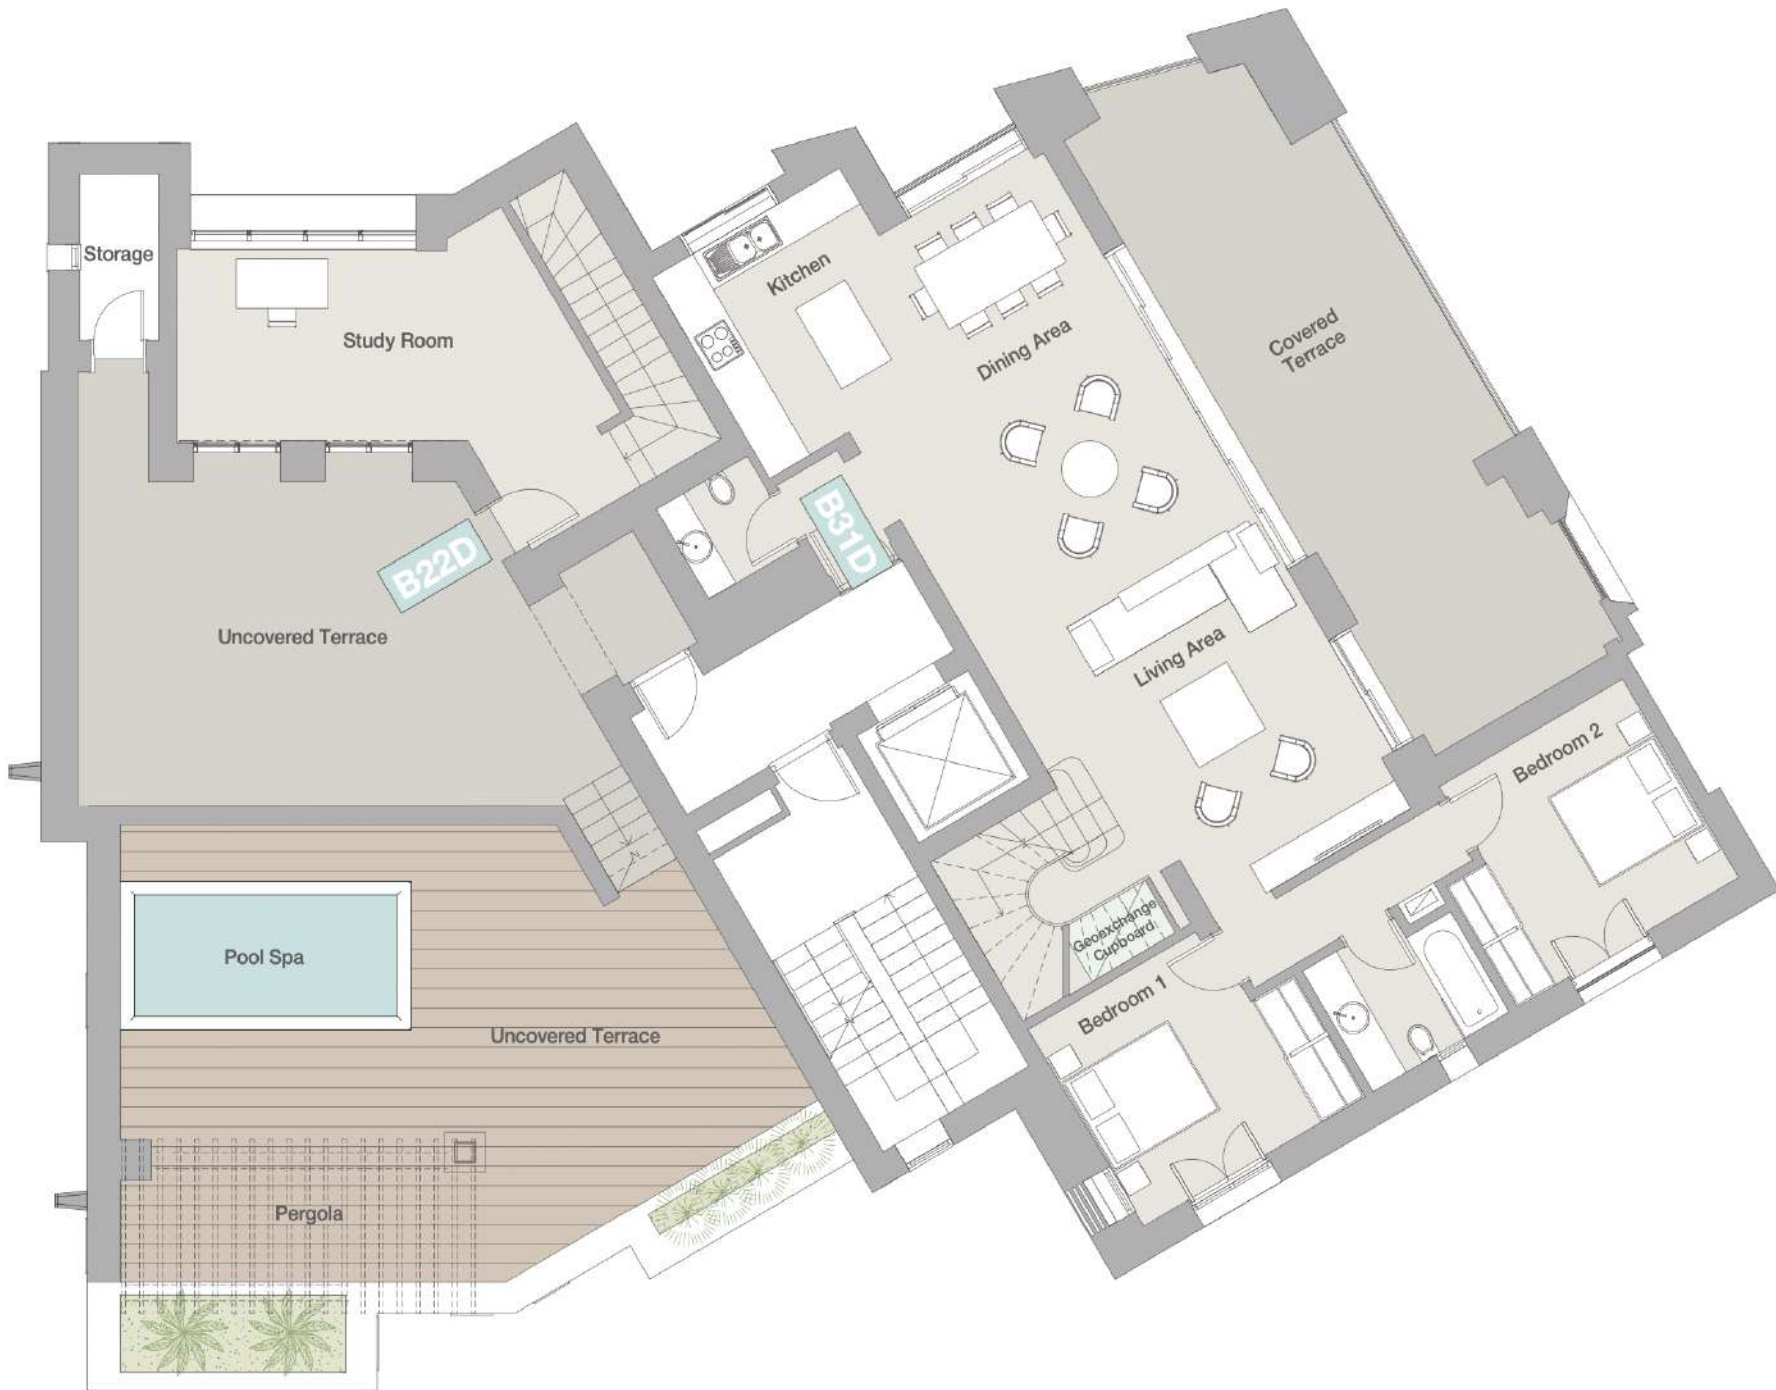 Storage
Study Room
Kitchen
Dining Area
Covered
Terrace
B22D
B31D
Uncovered Terrace
Living Area
Bedroom 2
Geoexchange
Cupboard
Bedroom 1
Pool Spa
Uncovered Terrace
Pergola